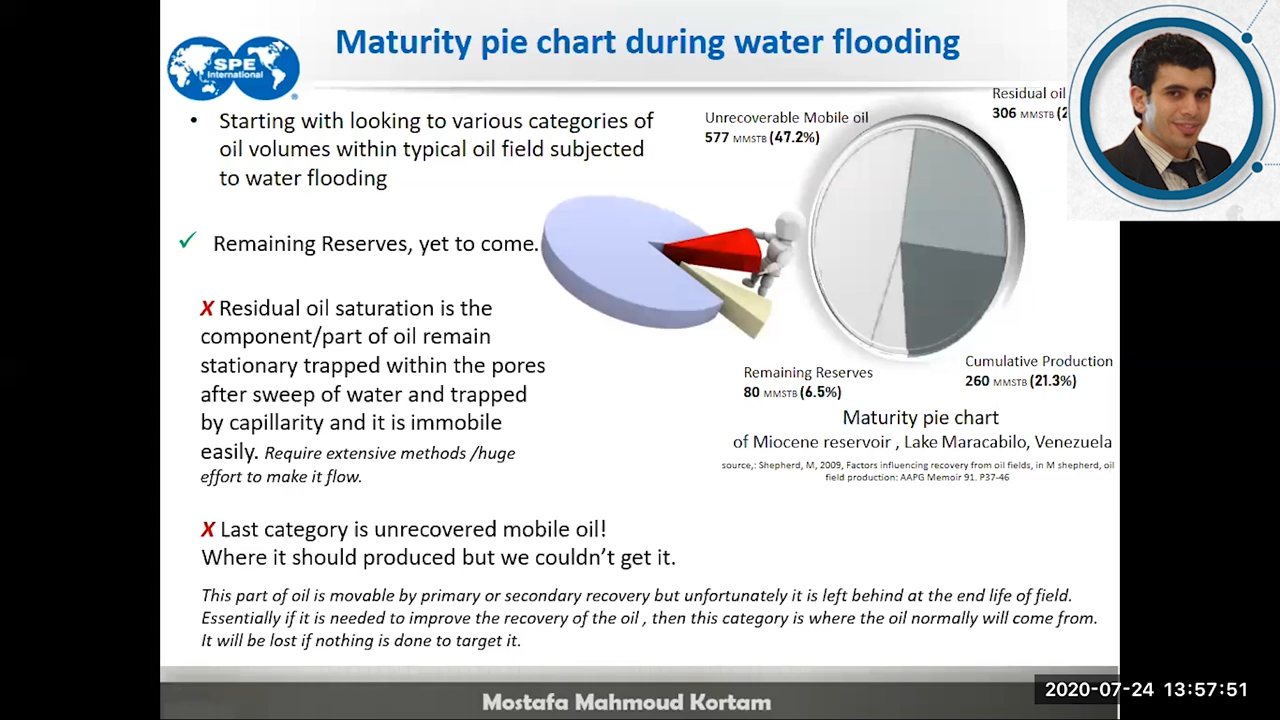 Maturity pie chart during water flooding
SPE
International
• Starting with looking to various categories of
oil volumes within typical oil field subjected
to water flooding
✓ Remaining Reserves, yet to come.
X Residual oil saturation is the
component/part of oil remain
stationary trapped within the pores
after sweep of water and trapped
by capillarity and it is immobile
easily. Require extensive methods /huge
effort to make it flow.
X Last category is unrecovered mobile oil!
Where it should produced but we couldn't get it.
This part of oil is movable by primary or secondary recovery but unfortunately it is left behind at the end life of field.
Essentially if it is needed to improve the recovery of the oil , then this category is where the oil normally will come from.
It will be lost if nothing is done to target it.
Unrecoverable Mobile oil
577 MMSTB (47.2%)
Residual oil
306 MMSTB (2
Remaining Reserves
80 MMSTB (6.5%)
Cumulative Production
260 MMSTB (21.3%)
Maturity pie chart
of Miocene reservoir , Lake Maracabilo, Venezuela
source,: Shepherd, M, 2009, Factors influencing recovery from oil fields, in M shepherd, oil
field production: AAPG Memoir 91. P37-46
Mostafa Mahmoud Kortam
2020-07-24 13:57:51